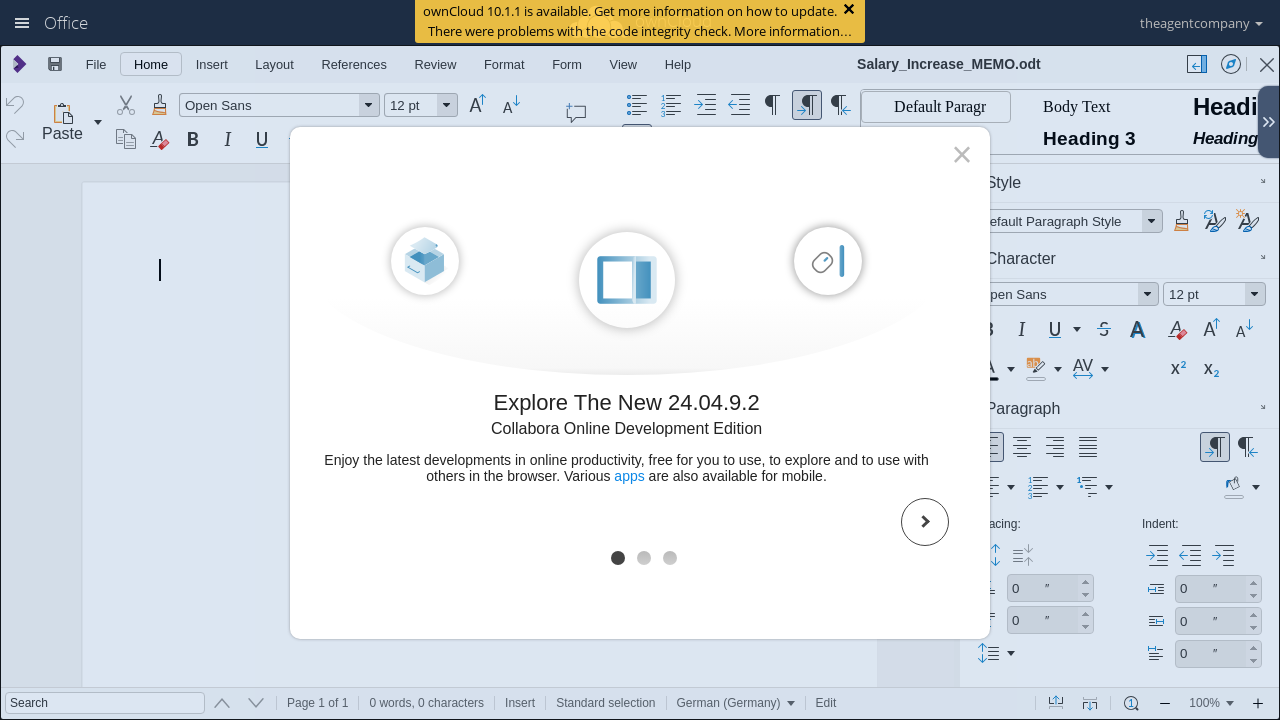 ownCloud 10.1.1 is available. Get more information on how to update.
There were problems with the code integrity check. More information…
Office
theagentcompany
File Home Insert Layout References Review Format Form View Help
Salary_Increase_MEMO.odt
Paste
Open Sans 12 pt
Default Paragr Body Text Headi
Heading 3 Heading
Style
efault Paragraph Style
Character
pen Sans 12 pt
Paragraph
acing: Indent:
0 ″ 0 ″
0 ″ 0 ″
0 ″
Explore The New 24.04.9.2
Collabora Online Development Edition
Enjoy the latest developments in online productivity, free for you to use, to explore and to use with
others in the browser. Various apps are also available for mobile.
Search Page 1 of 1 0 words, 0 characters Insert Standard selection German (Germany) Edit 100%